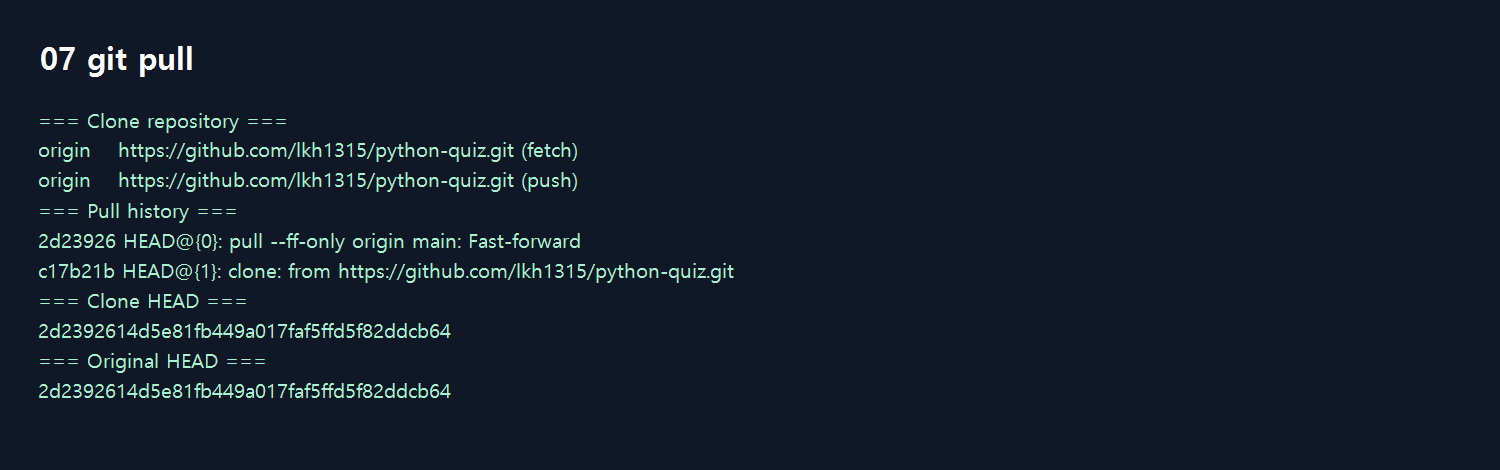 07 git pull
=== Clone repository ===
origin https://github.com/lkh1315/python-quiz.git (fetch)
origin https://github.com/lkh1315/python-quiz.git (push)
=== Pull history ===
2d23926 HEAD@{0}: pull --ff-only origin main: Fast-forward
c17b21b HEAD@{1}: clone: from https://github.com/lkh1315/python-quiz.git
=== Clone HEAD ===
2d2392614d5e81fb449a017faf5ffd5f82ddcb64
=== Original HEAD ===
2d2392614d5e81fb449a017faf5ffd5f82ddcb64